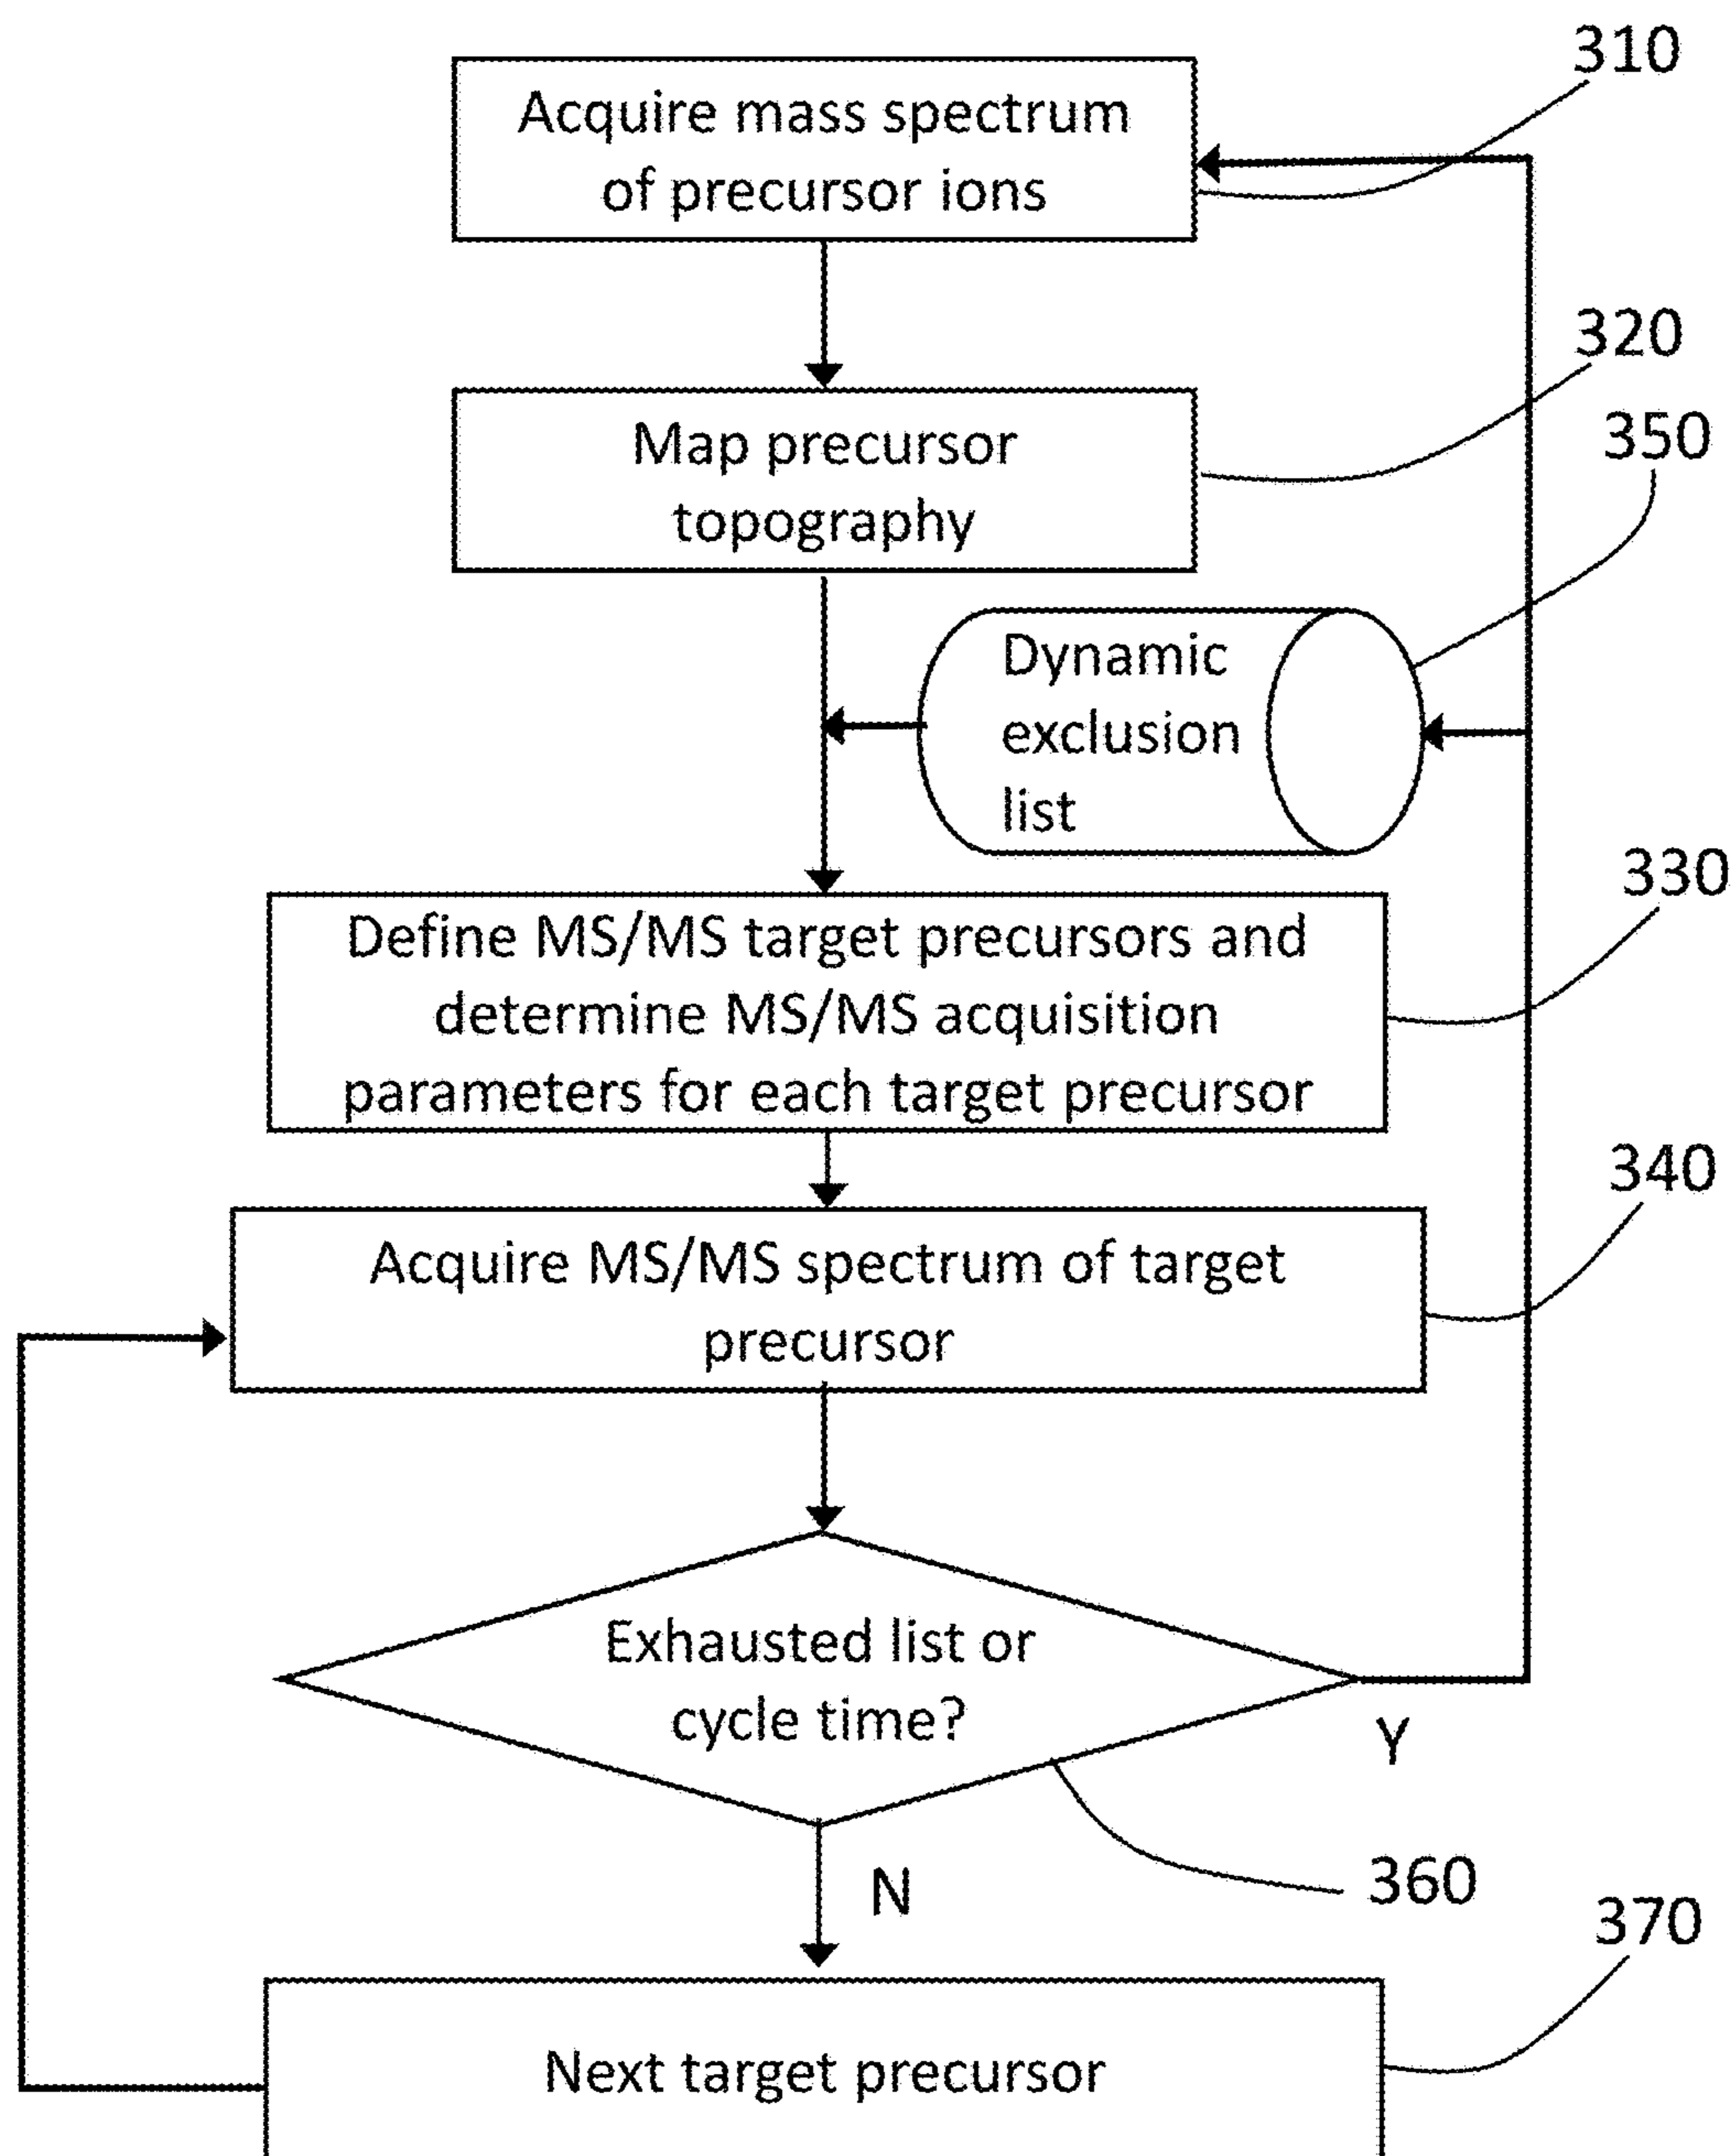 310
Acquire mass spectrum
of precursor ions
320
Map precursor
topography
350
Dynamic
exclusion
list
330
Define MS/MS target precursors and
determine MS/MS acquisition
parameters for each target precursor
340
Acquire MS/MS spectrum of target
precursor
Exhausted list or
cycle time?
Y
360
N
370
Next target precursor